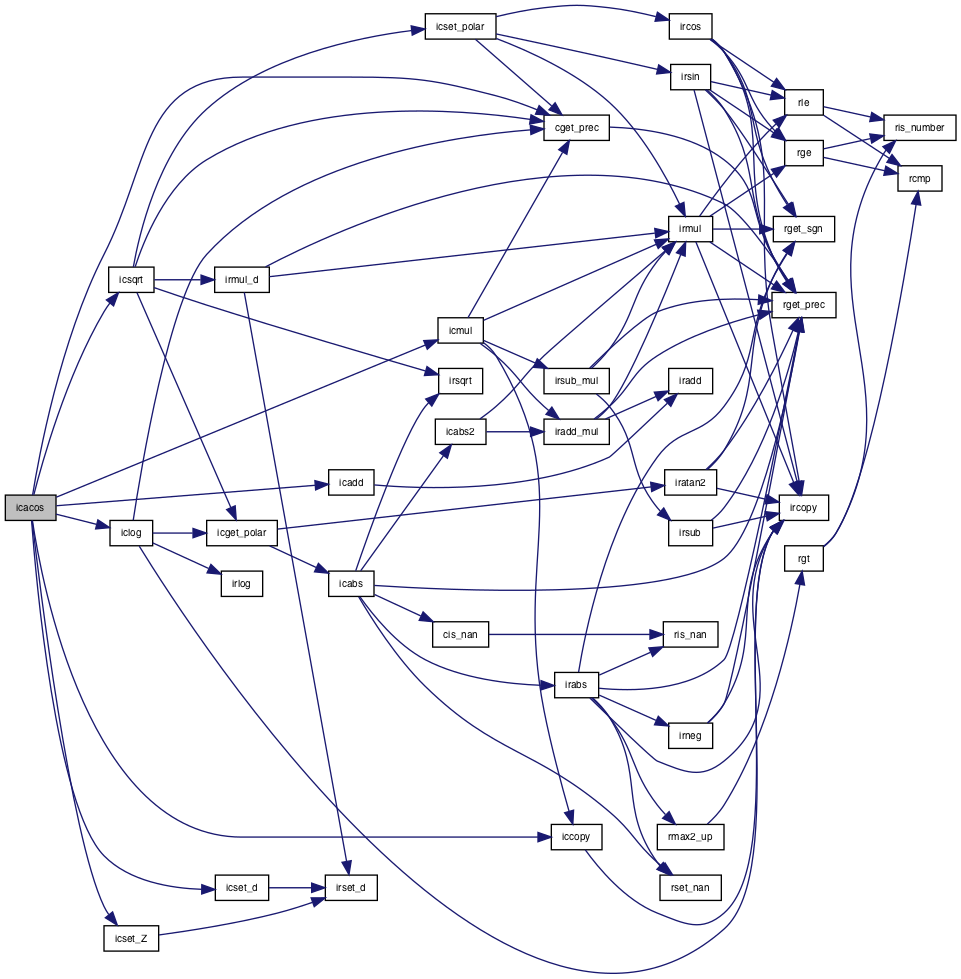 icset_polar
ircos
irsin
rle
cget_prec
ris_number
rge
rcmp
irmul
rget_sgn
icsqrt
irmul_d
rget_prec
icmul
irsqrt
irsub_mul
iradd
icabs2
iradd_mul
icadd
iratan2
icacos
ircopy
iclog
icget_polar
irsub
rgt
irlog
icabs
cis_nan
ris_nan
irabs
irneg
iccopy
rmax2_up
icset_d
irset_d
rset_nan
icset_Z